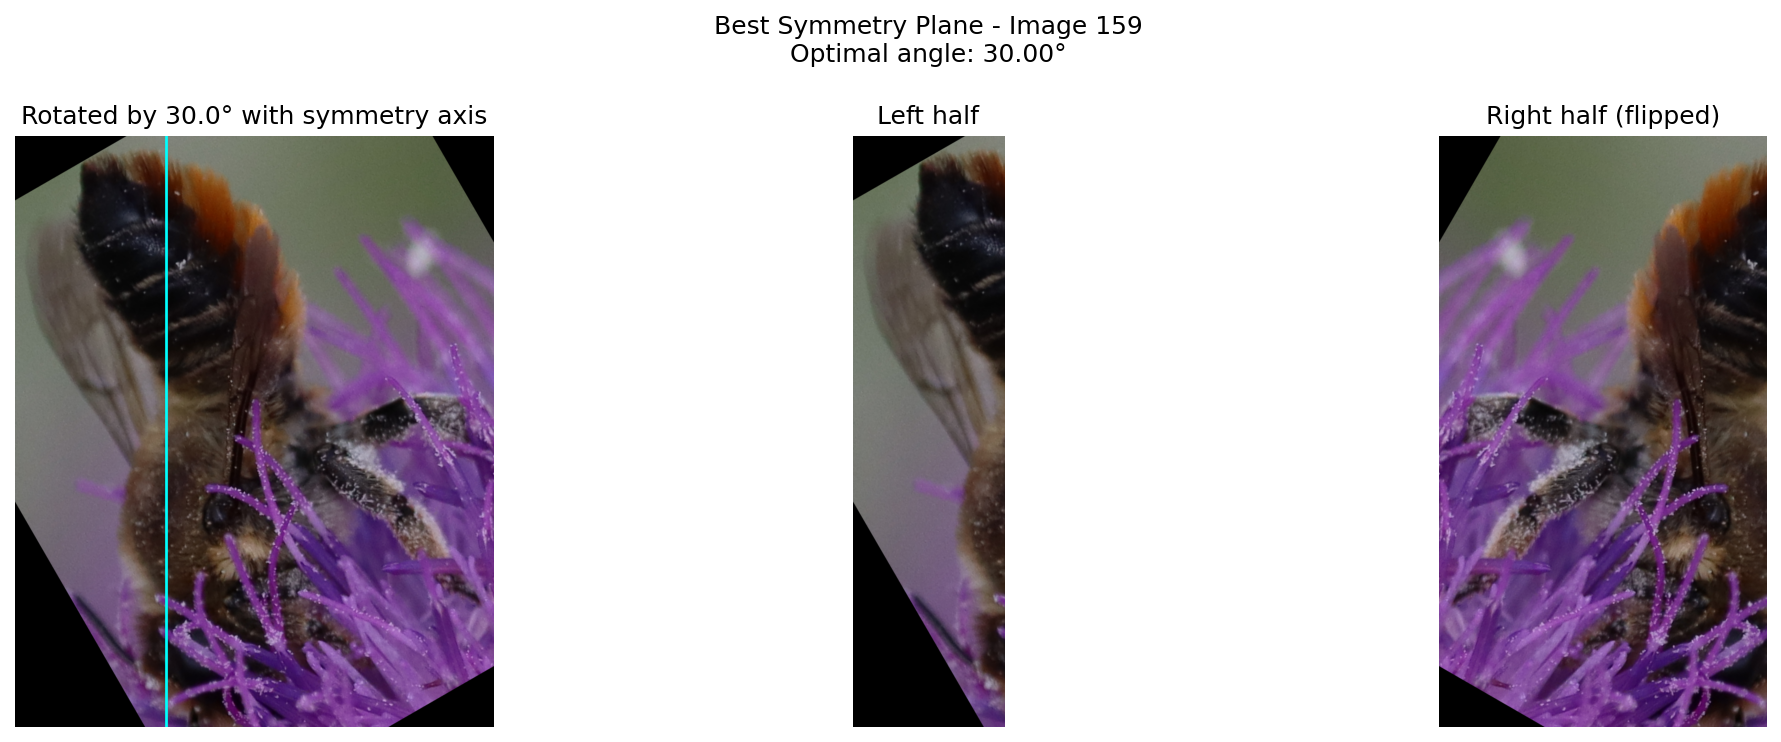 Best Symmetry Plane - Image 159
Optimal angle: 30.00°
Rotated by 30.0° with symmetry axis
Left half
Right half (flipped)